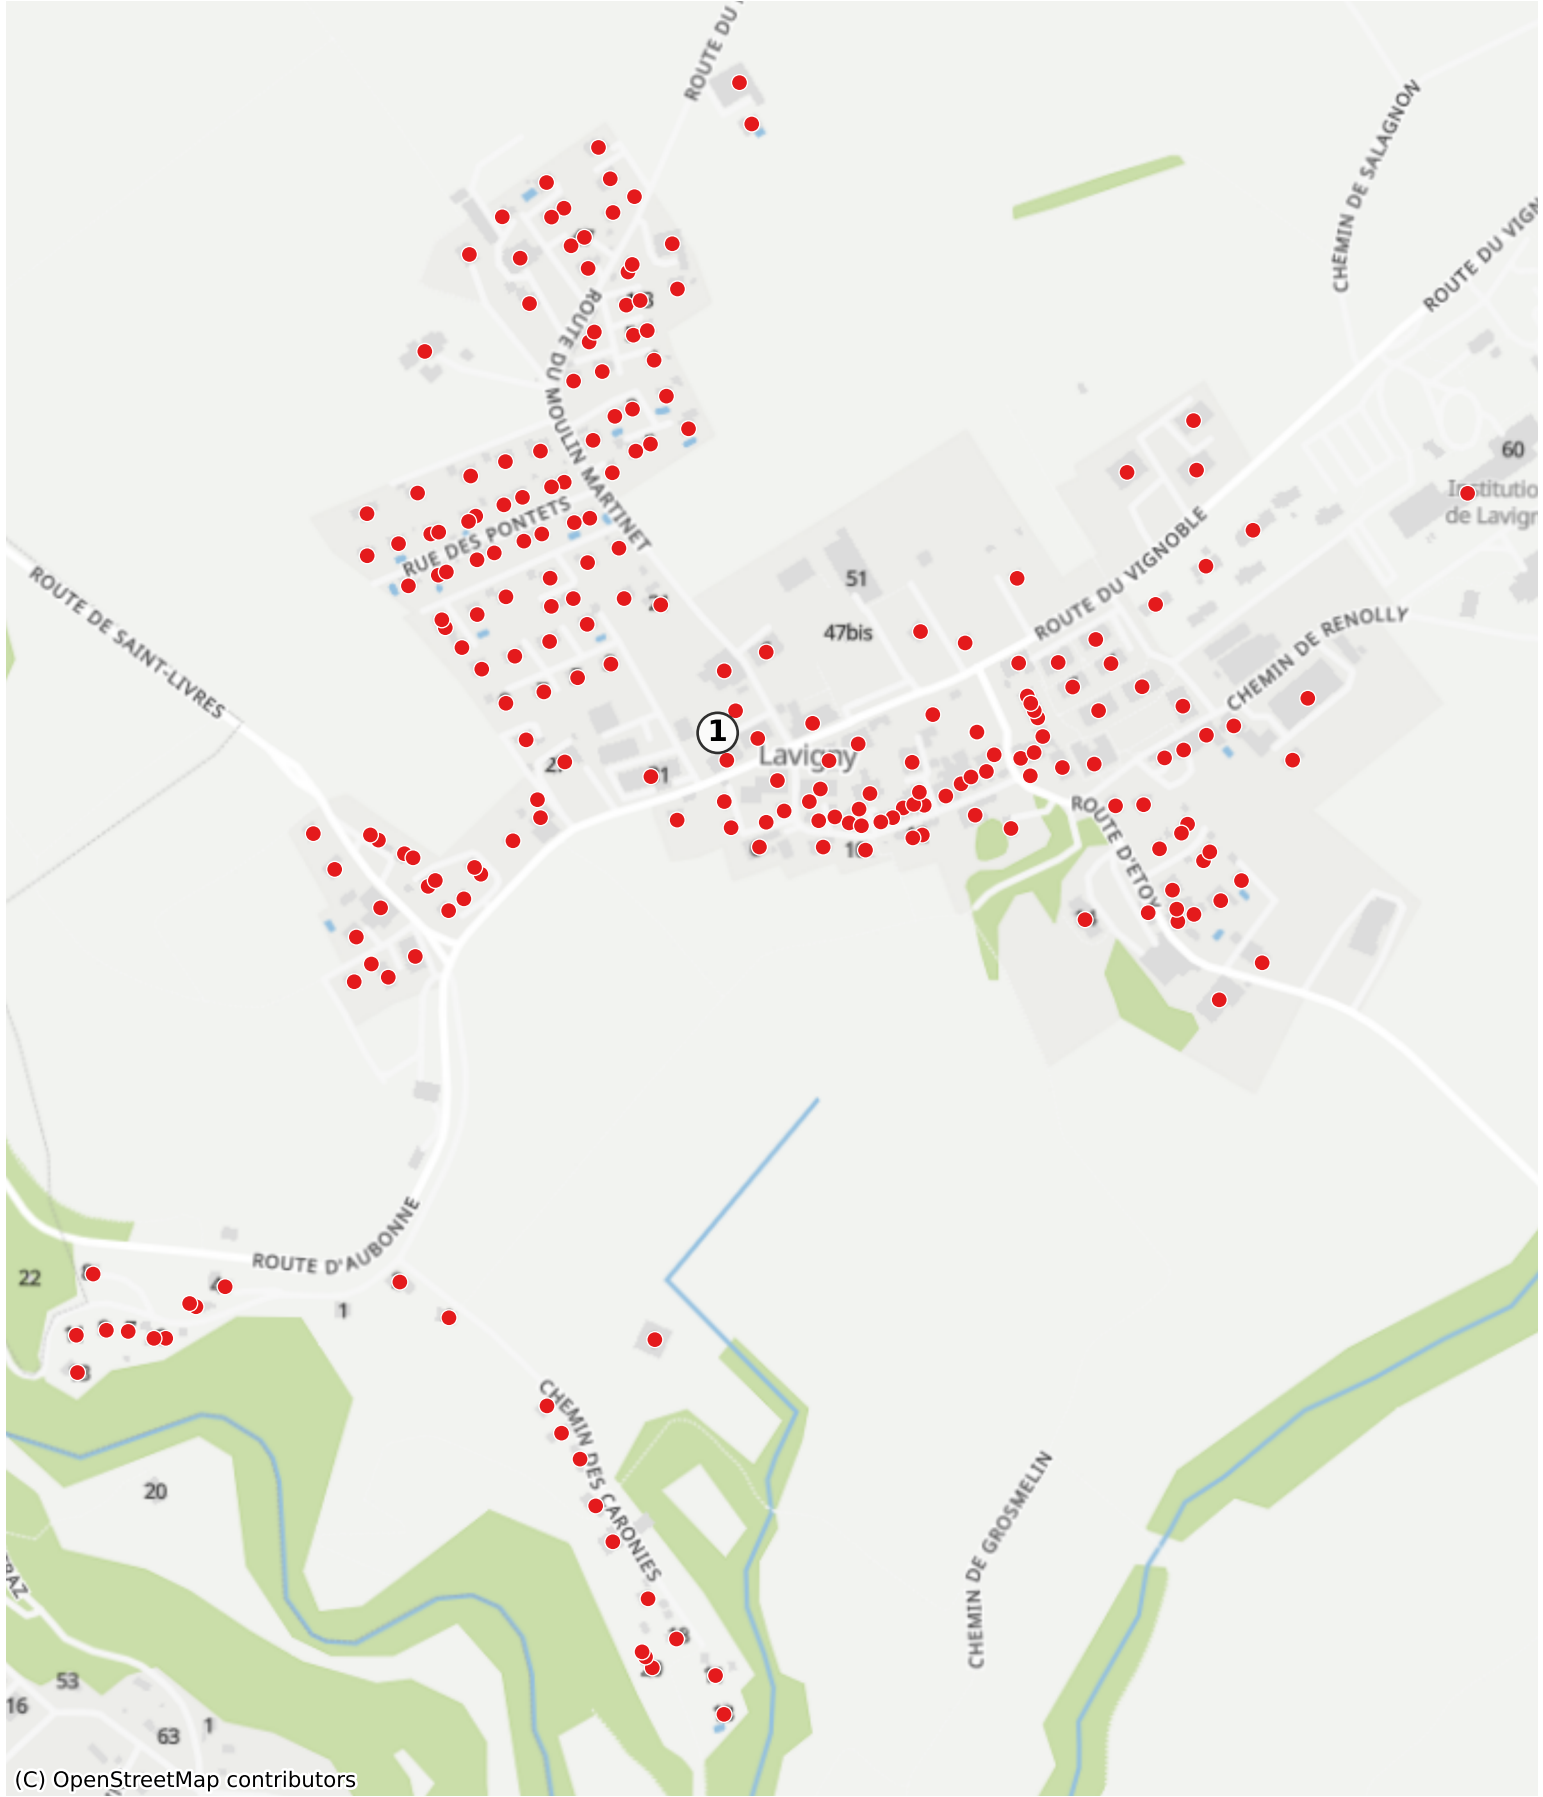 ROUTE DU
CHEMIN DE SALAGNON
ROUTE DU VIGN
ROUTE DU MOULIN MARTINET
60
Institutio
de Lavigr
RUE DES PONTETS
51
ROUTE DU VIGNOBLE
47bis
CHEMIN DE RENOLLY
ROUTE DE SAINT-LIVRES
1
Lavigny
ROUTE D'ETOY
ROUTE D'AUBONNE
22
1
CHEMIN DES CARONIES
20
CHEMIN DE GROSMELIN
RAZ
53
16
1
63
(C) OpenStreetMap contributors